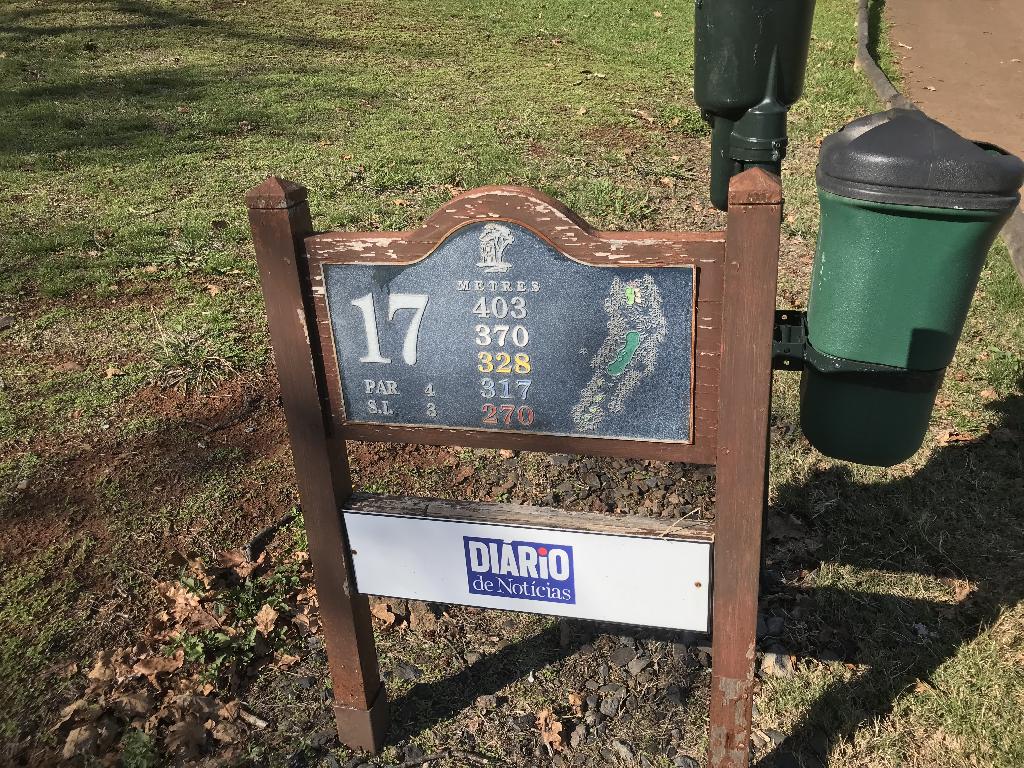 METRES
17
403
370
328
317
270
PAR 4
S.I. 3
DIÁRiO
de Notícias